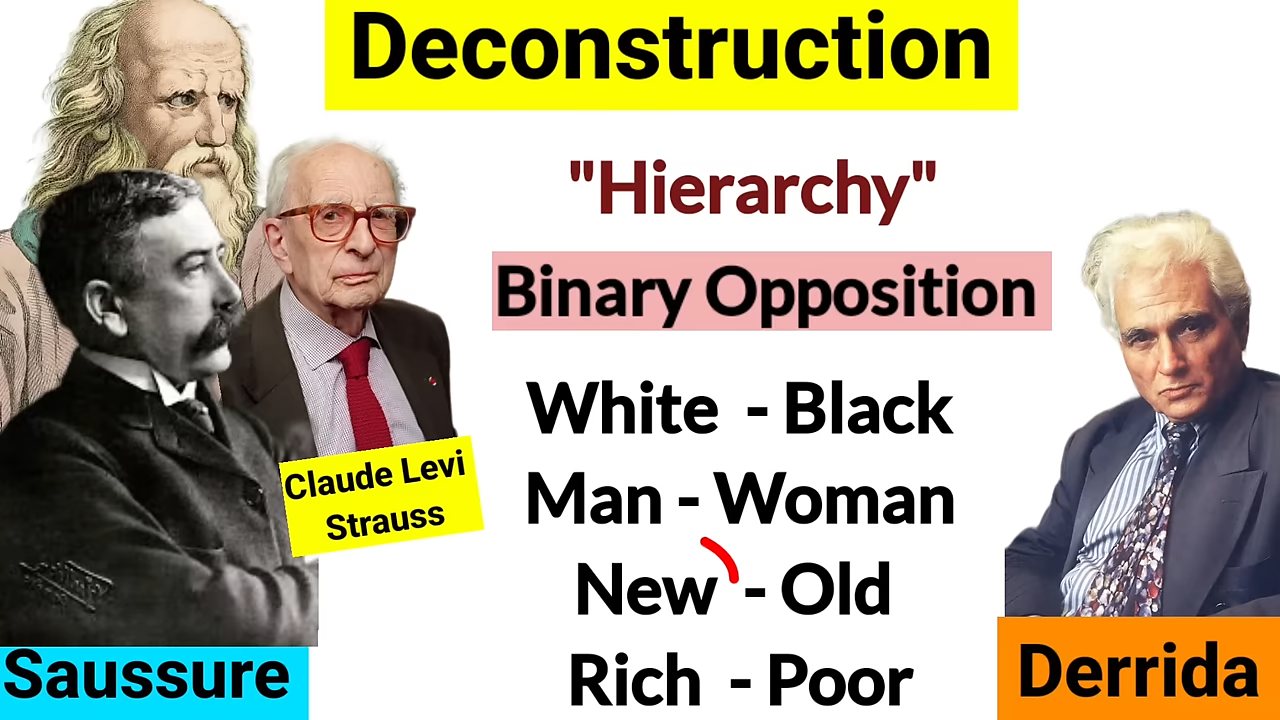 Deconstruction
"Hierarchy"
Binary Opposition
White - Black
Man - Woman
New - Old
Rich - Poor
Claude Levi
Strauss
Saussure
Derrida